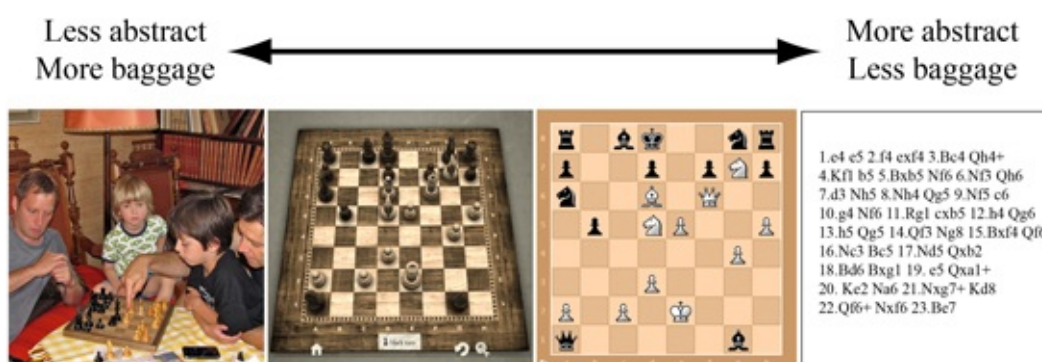 Less abstract
More baggage
More abstract
Less baggage
1.e4 e5 2.f4 exf4 3.Bc4 Qh4+
4.Kf1 b5 5.Bxb5 Nf6 6.Nf3 Qh6
7.d3 Nh5 8.Nh4 Qg5 9.Nf5 c6
10.g4 Nf6 11.Rg1 cxb5 12.h4 Qg6
13.h5 Qg5 14.Qf3 Ng8 15.Bxf4 Qf6
16.Nc3 Bc5 17.Nd5 Qxb2
18.Bd6 Bxg1 19. e5 Qxa1+
20. Ke2 Na6 21.Nxg7+ Kd8
22.Qf6+ Nxf6 23.Be7